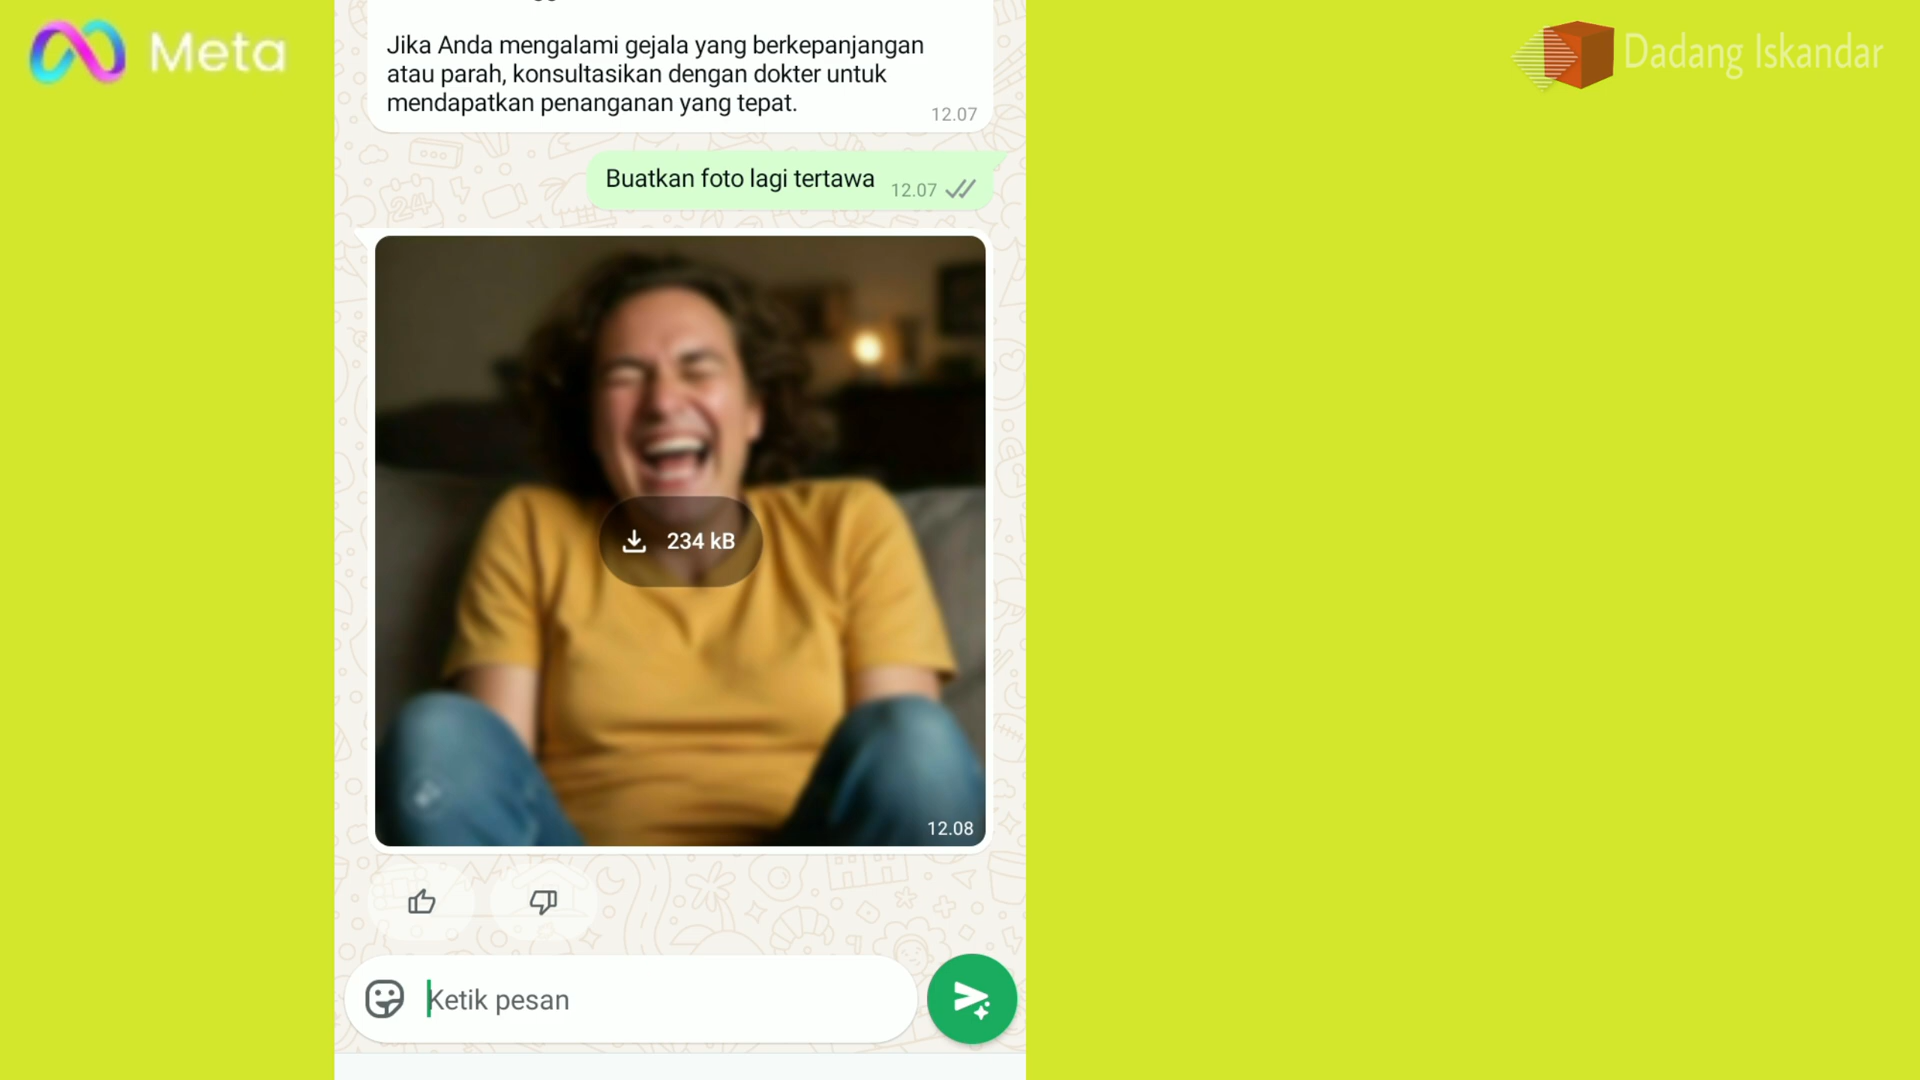 Meta
Dadang Iskandar
Jika Anda mengalami gejala yang berkepanjangan
atau parah, konsultasikan dengan dokter untuk
mendapatkan penanganan yang tepat.
12.07
Buatkan foto lagi tertawa 12.07
234 kB
12.08
Ketik pesan